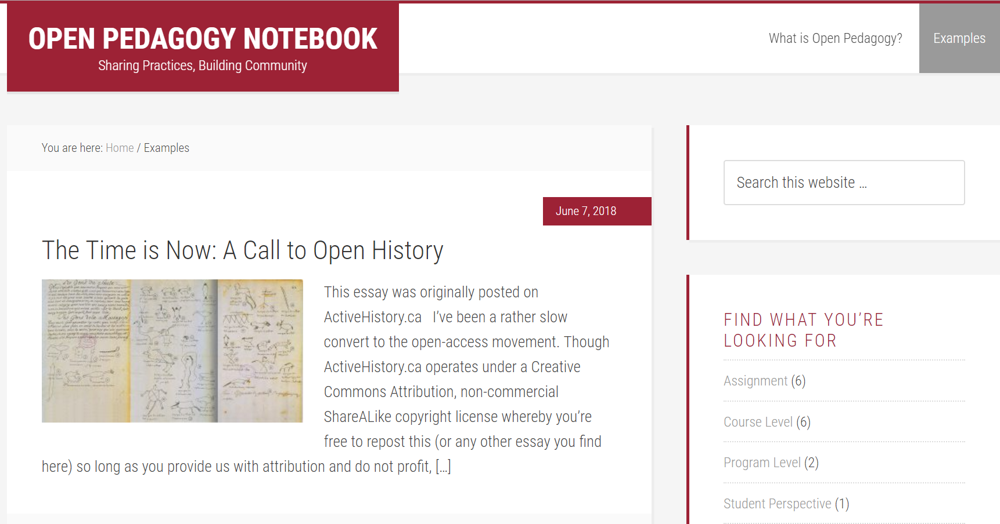 OPEN PEDAGOGY NOTEBOOK
Sharing Practices, Building Community
What is Open Pedagogy?
Examples
You are here: Home / Examples
June 7, 2018
The Time is Now: A Call to Open History
This essay was originally posted on
ActiveHistory.ca I’ve been a rather slow
convert to the open-access movement. Though
ActiveHistory.ca operates under a Creative
Commons Attribution, non-commercial
ShareALike copyright license whereby you’re
free to repost this (or any other essay you find
here) so long as you provide us with attribution and do not profit, […]
Search this website …
FIND WHAT YOU’RE
LOOKING FOR
Assignment (6)
Course Level (6)
Program Level (2)
Student Perspective (1)